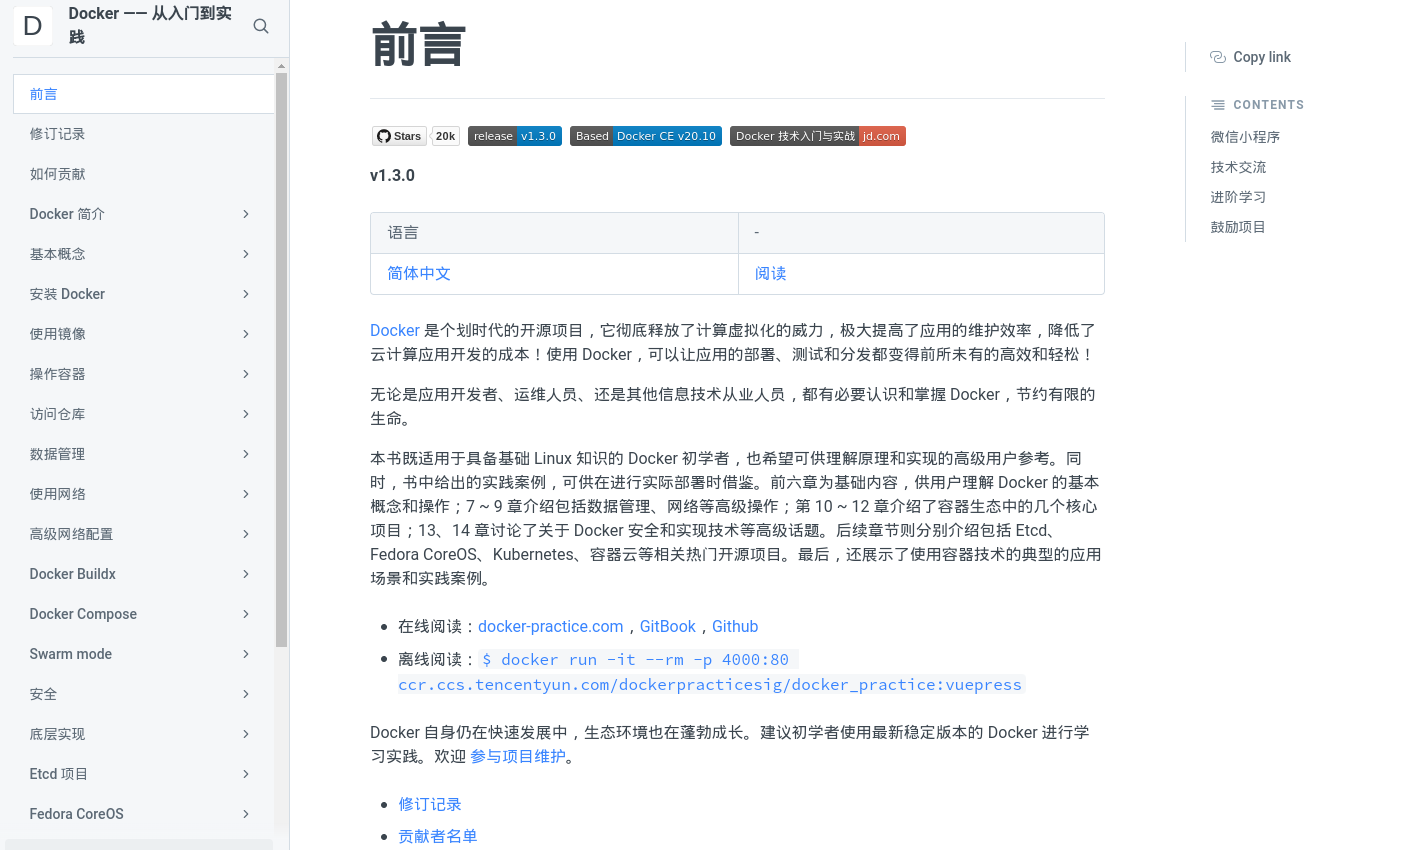 D
Docker —— 从入门到实
践
前言
修订记录
如何贡献
Docker 简介
基本概念
安装 Docker
使用镜像
操作容器
访问仓库
数据管理
使用网络
高级网络配置
Docker Buildx
Docker Compose
Swarm mode
安全
底层实现
Etcd 项目
Fedora CoreOS
前言
Stars 20k release v1.3.0 Based Docker CE v20.10 Docker 技术入门与实战 jd.com
v1.3.0
语言 -
简体中文 阅读
Docker 是个划时代的开源项目，它彻底释放了计算虚拟化的威力，极大提高了应用的维护效率，降低了
云计算应用开发的成本！使用 Docker，可以让应用的部署、测试和分发都变得前所未有的高效和轻松！
无论是应用开发者、运维人员、还是其他信息技术从业人员，都有必要认识和掌握 Docker，节约有限的
生命。
本书既适用于具备基础 Linux 知识的 Docker 初学者，也希望可供理解原理和实现的高级用户参考。同
时，书中给出的实践案例，可供在进行实际部署时借鉴。前六章为基础内容，供用户理解 Docker 的基本
概念和操作；7 ~ 9 章介绍包括数据管理、网络等高级操作；第 10 ~ 12 章介绍了容器生态中的几个核心
项目；13、14 章讨论了关于 Docker 安全和实现技术等高级话题。后续章节则分别介绍包括 Etcd、
Fedora CoreOS、Kubernetes、容器云等相关热门开源项目。最后，还展示了使用容器技术的典型的应用
场景和实践案例。
在线阅读：docker-practice.com，GitBook，Github
离线阅读：$ docker run -it --rm -p 4000:80
ccr.ccs.tencentyun.com/dockerpracticesig/docker_practice:vuepress
Docker 自身仍在快速发展中，生态环境也在蓬勃成长。建议初学者使用最新稳定版本的 Docker 进行学
习实践。欢迎 参与项目维护。
修订记录
贡献者名单
Copy link
CONTENTS
微信小程序
技术交流
进阶学习
鼓励项目